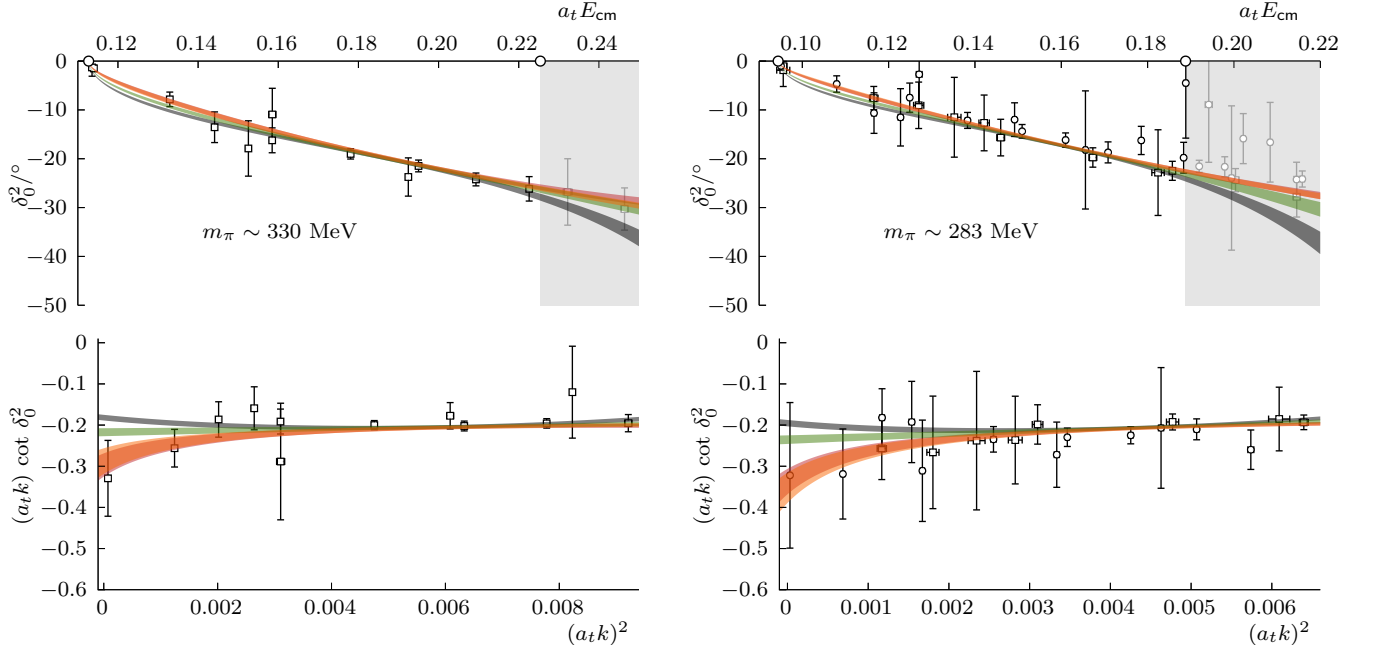 a_t E_cm
0.12 0.14 0.16 0.18 0.20 0.22 0.24
0
−10
−20
−30
−40
−50
δ_0^2/°
m_π ∼ 330 MeV
0
−0.1
−0.2
−0.3
−0.4
−0.5
−0.6
(a_t k) cot δ_0^2
0 0.002 0.004 0.006 0.008
(a_t k)^2
a_t E_cm
0.10 0.12 0.14 0.16 0.18 0.20 0.22
0
−10
−20
−30
−40
−50
δ_0^2/°
m_π ∼ 283 MeV
0
−0.1
−0.2
−0.3
−0.4
−0.5
−0.6
(a_t k) cot δ_0^2
0 0.001 0.002 0.003 0.004 0.005 0.006
(a_t k)^2